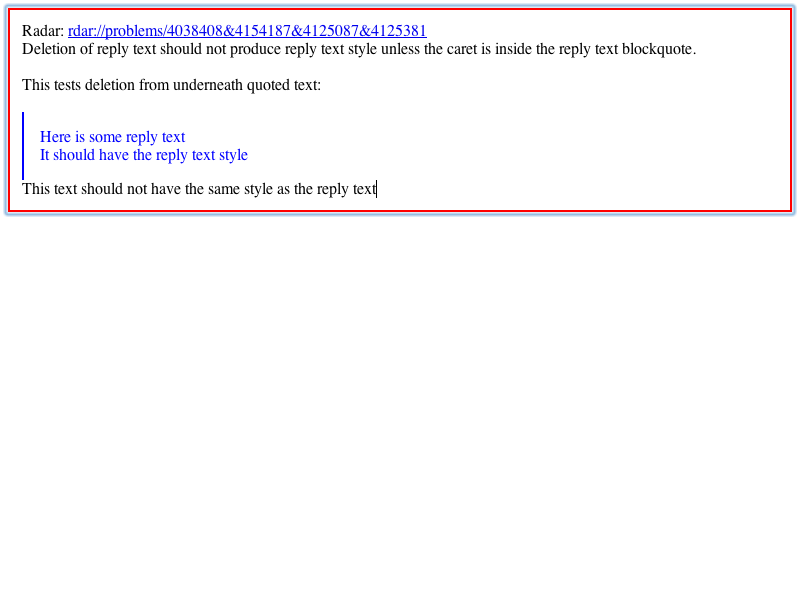 Radar: rdar://problems/4038408&4154187&4125087&4125381
Deletion of reply text should not produce reply text style unless the caret is inside the reply text blockquote.
This tests deletion from underneath quoted text:
Here is some reply text
It should have the reply text style
This text should not have the same style as the reply text